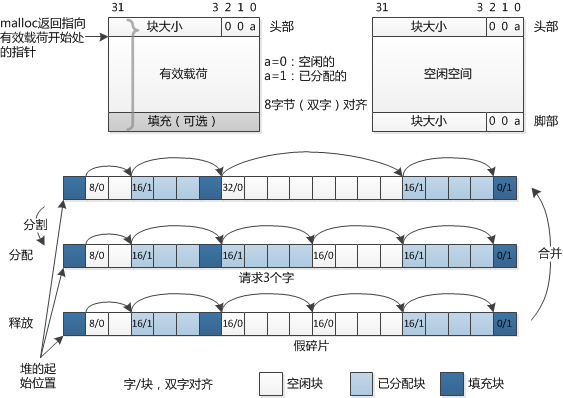 31 3 2 1 0
块大小 0 0 a 头部
malloc返回指向
有效载荷开始处
的指针
有效载荷
填充（可选）
a=0：空闲的
a=1：已分配的
8字节（双字）对齐
31 3 2 1 0
块大小 0 0 a 头部
空闲空间
块大小 0 0 a 脚部
8/0 16/1 32/0 16/1 0/1
分割
分配
8/0 16/1 16/1 16/0 16/1 0/1
请求3个字
合并
释放
8/0 16/1 16/0 16/0 16/1 0/1
假碎片
堆的起
始位置
字/块，双字对齐
空闲块
已分配块
填充块